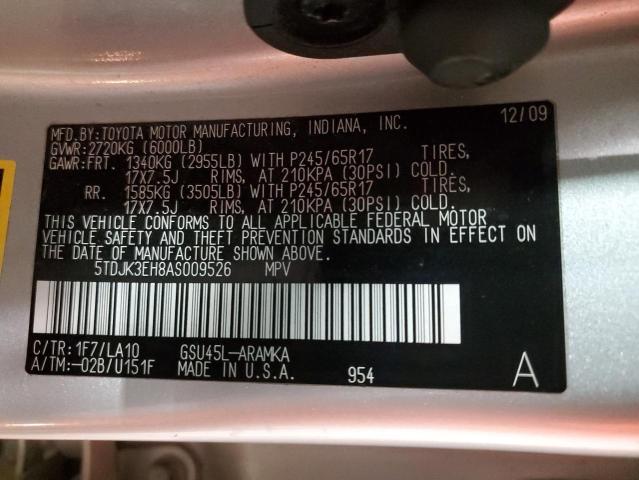 MFD.BY:TOYOTA MOTOR MANUFACTURING, INDIANA, INC. 12/09
GVWR:2720KG (6000LB)
GAWR:FRT. 1340KG (2955LB) WITH P245/65R17 TIRES,
17X7.5J RIMS, AT 210KPA (30PSI) COLD.
RR. 1585KG (3505LB) WITH P245/65R17 TIRES,
17X7.5J RIMS, AT 210KPA (30PSI) COLD.
THIS VEHICLE CONFORMS TO ALL APPLICABLE FEDERAL MOTOR
VEHICLE SAFETY AND THEFT PREVENTION STANDARDS IN EFFECT ON
THE DATE OF MANUFACTURE SHOWN ABOVE.
5TDJK3EH8AS009526 MPV
C/TR:1F7/LA10 GSU45L-ARAMKA
A/TM:-02B/U151F MADE IN U.S.A. 954 A